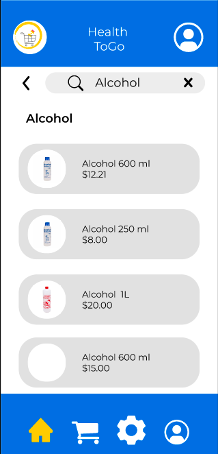 Health
ToGo
Alcohol
Alcohol
Alcohol 600 ml
$12.21
Alcohol 250 ml
$8.00
Alcohol 1L
$20.00
Alcohol 600 ml
$15.00